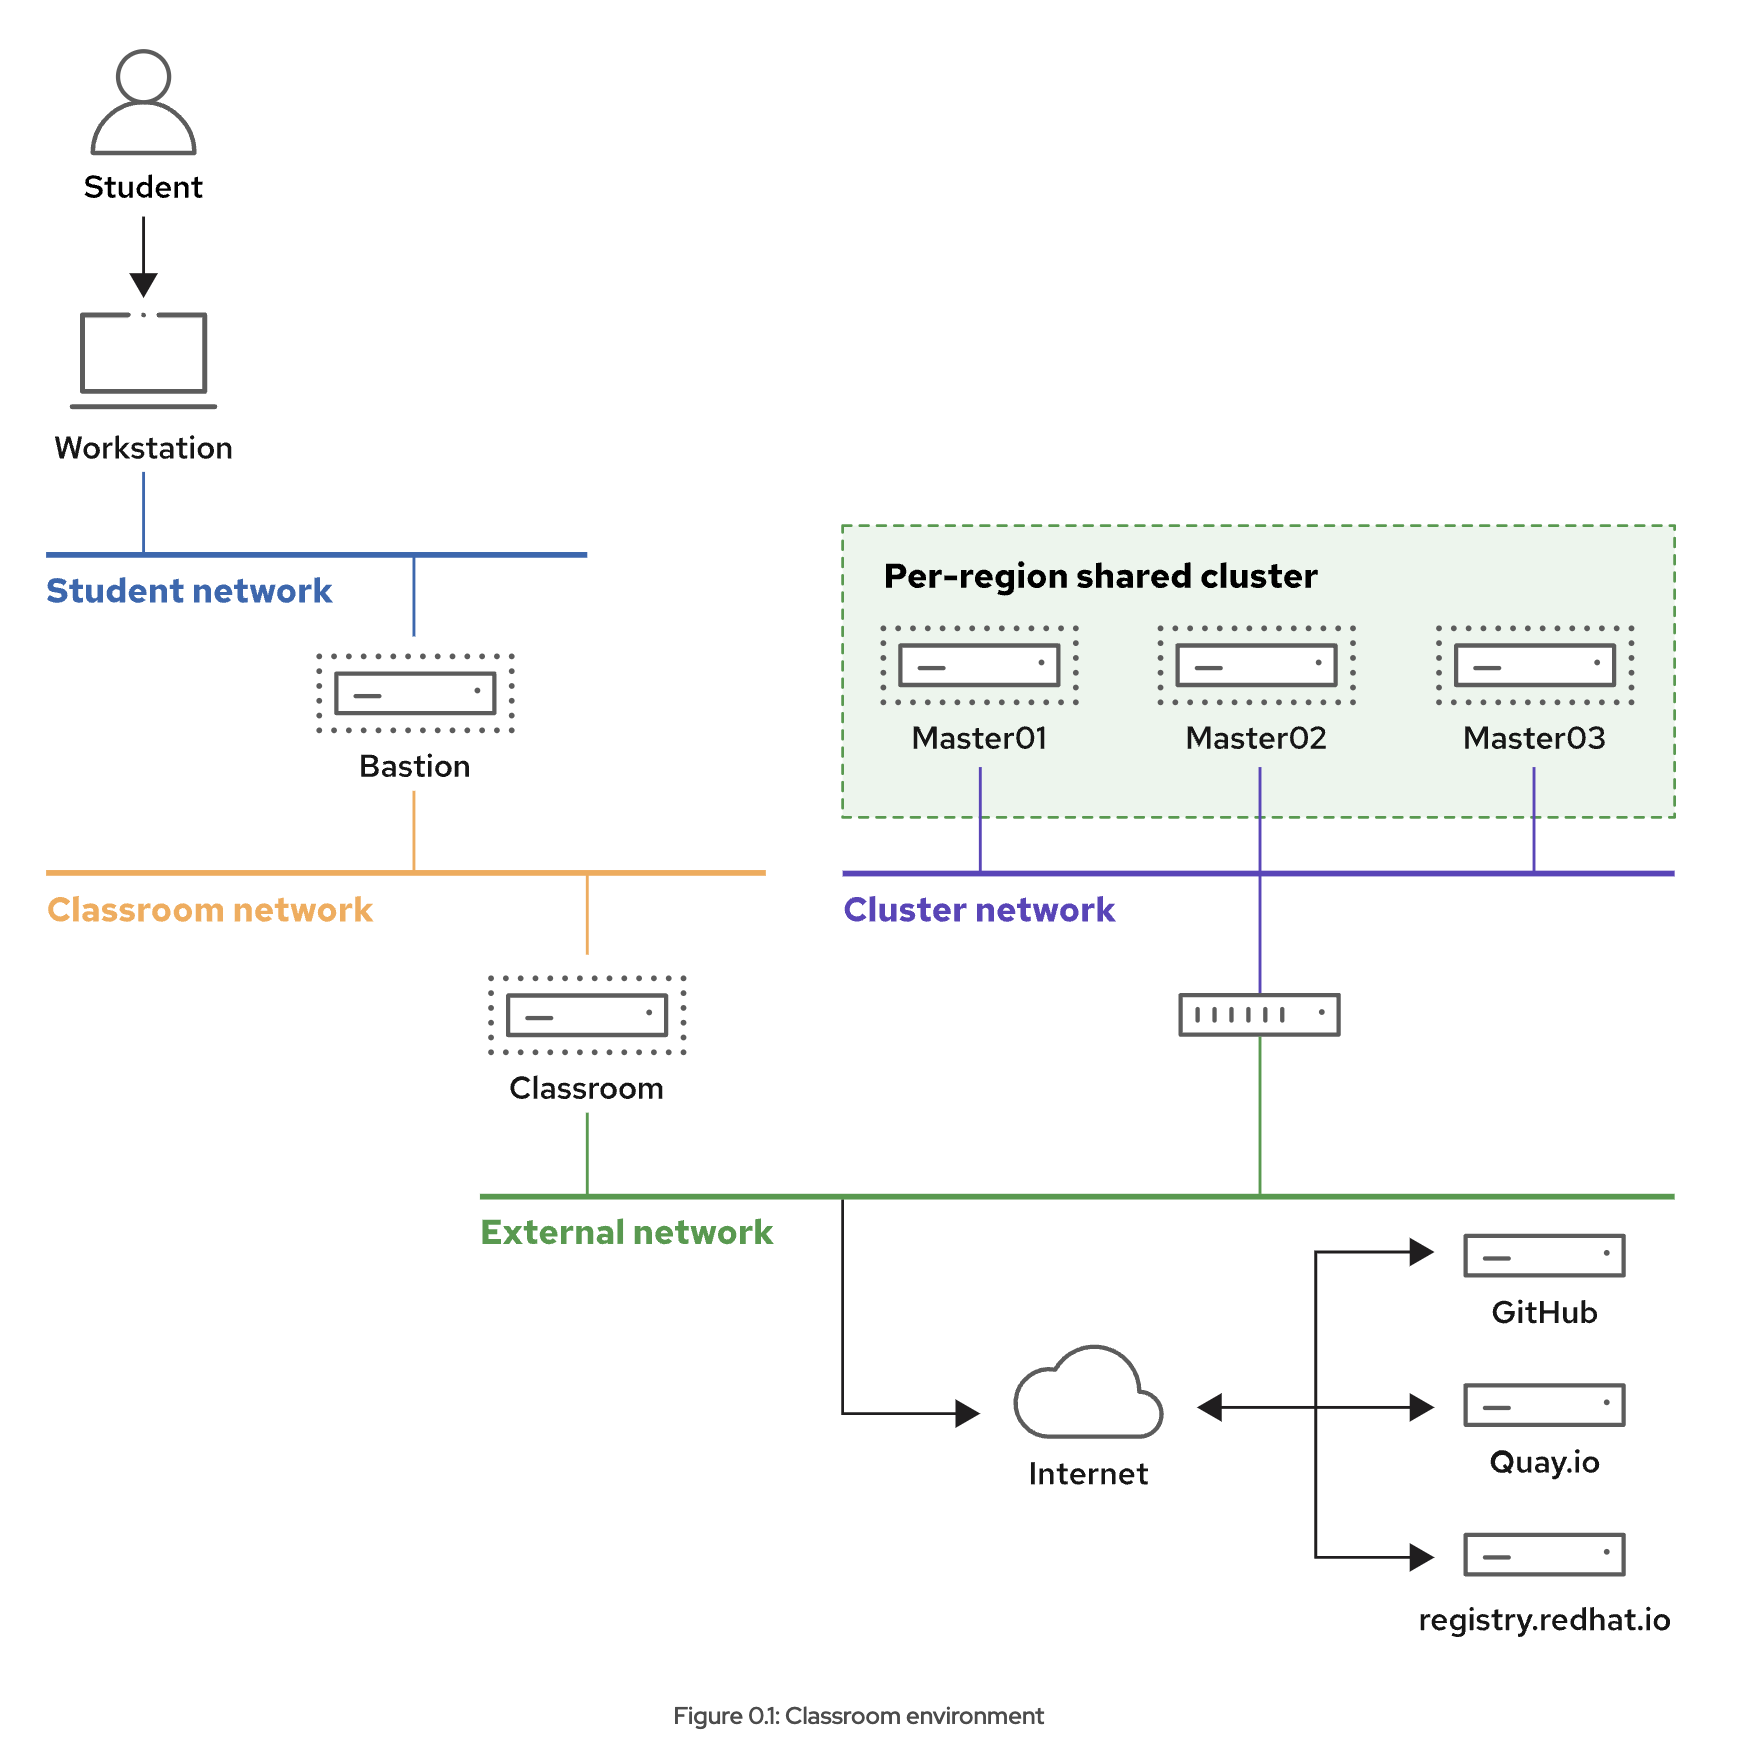 Student
Workstation
Student network
Bastion
Classroom network
Classroom
Per-region shared cluster
Master01
Master02
Master03
Cluster network
External network
Internet
GitHub
Quay.io
registry.redhat.io
Figure 0.1: Classroom environment